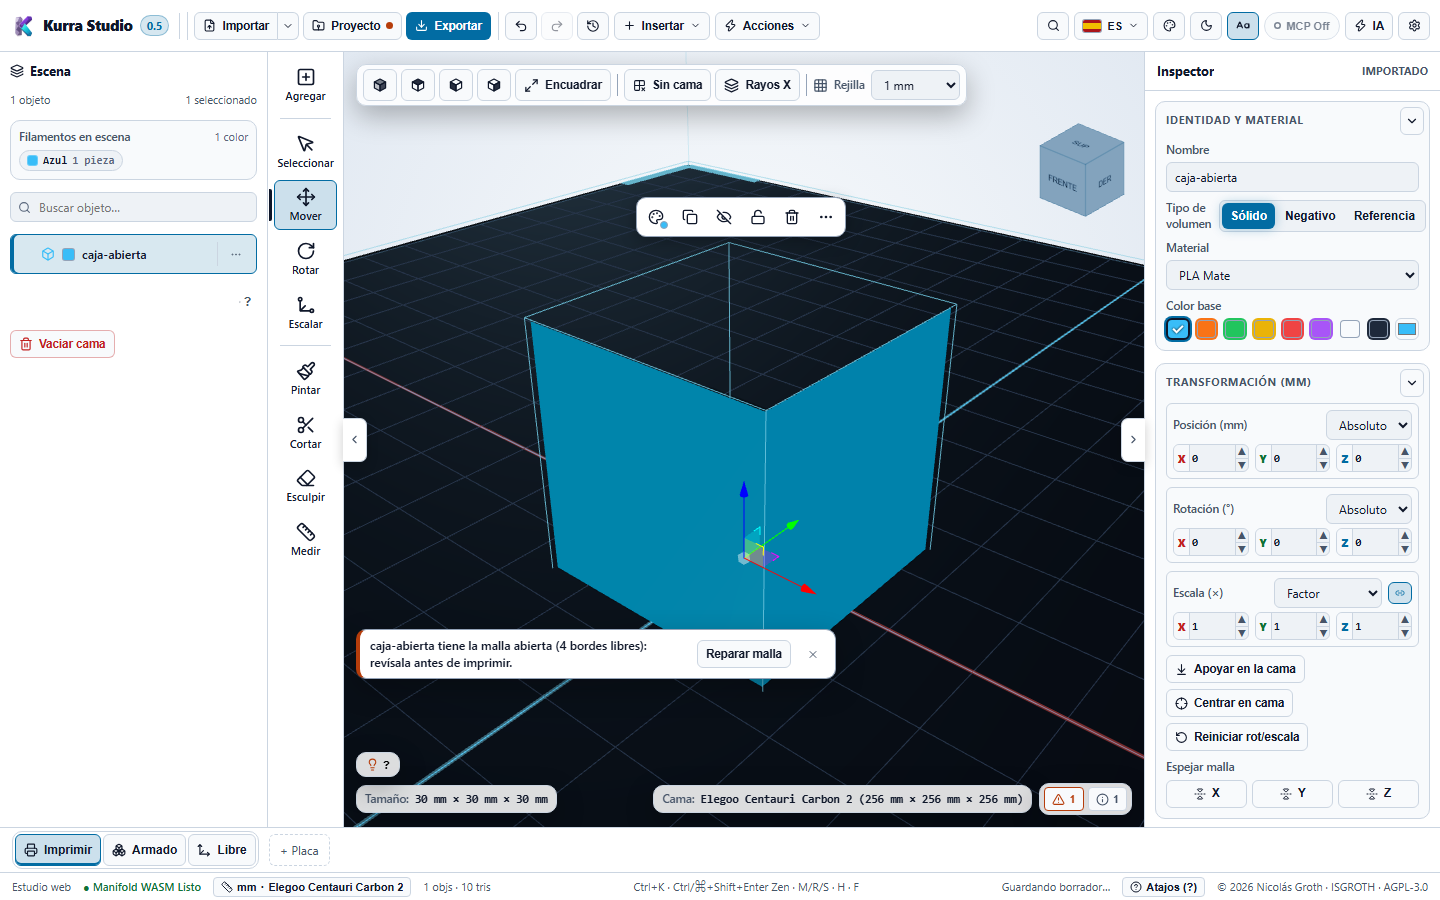 Kurra Studio 0.5
Importar
Proyecto
Exportar
Insertar
Acciones
ES
Aα
MCP Off
IA
Escena
1 objeto
1 seleccionado
Filamentos en escena
1 color
Azul 1 pieza
Buscar objeto...
caja-abierta
?
Vaciar cama
Agregar
Seleccionar
Mover
Rotar
Escalar
Pintar
Cortar
Esculpir
Medir
Encuadrar
Sin cama
Rayos X
Rejilla
1 mm
SUP
FRENTE
DER
caja-abierta tiene la malla abierta (4 bordes libres):
revísala antes de imprimir.
Reparar malla
?
Tamaño: 30 mm × 30 mm × 30 mm
Cama: Elegoo Centauri Carbon 2 (256 mm × 256 mm × 256 mm)
1
1
Inspector
IMPORTADO
IDENTIDAD Y MATERIAL
Nombre
caja-abierta
Tipo de
volumen
Sólido
Negativo
Referencia
Material
PLA Mate
Color base
TRANSFORMACIÓN (MM)
Posición (mm)
Absoluto
X 0
Y 0
Z 0
Rotación (°)
Absoluto
X 0
Y 0
Z 0
Escala (×)
Factor
X 1
Y 1
Z 1
Apoyar en la cama
Centrar en cama
Reiniciar rot/escala
Espejar malla
X
Y
Z
Imprimir
Armado
Libre
+ Placa
Estudio web
● Manifold WASM Listo
mm · Elegoo Centauri Carbon 2
1 objs · 10 tris
Ctrl+K · Ctrl/⌘+Shift+Enter Zen · M/R/S · H · F
Guardando borrador...
Atajos (?)
© 2026 Nicolás Groth · ISGROTH · AGPL-3.0